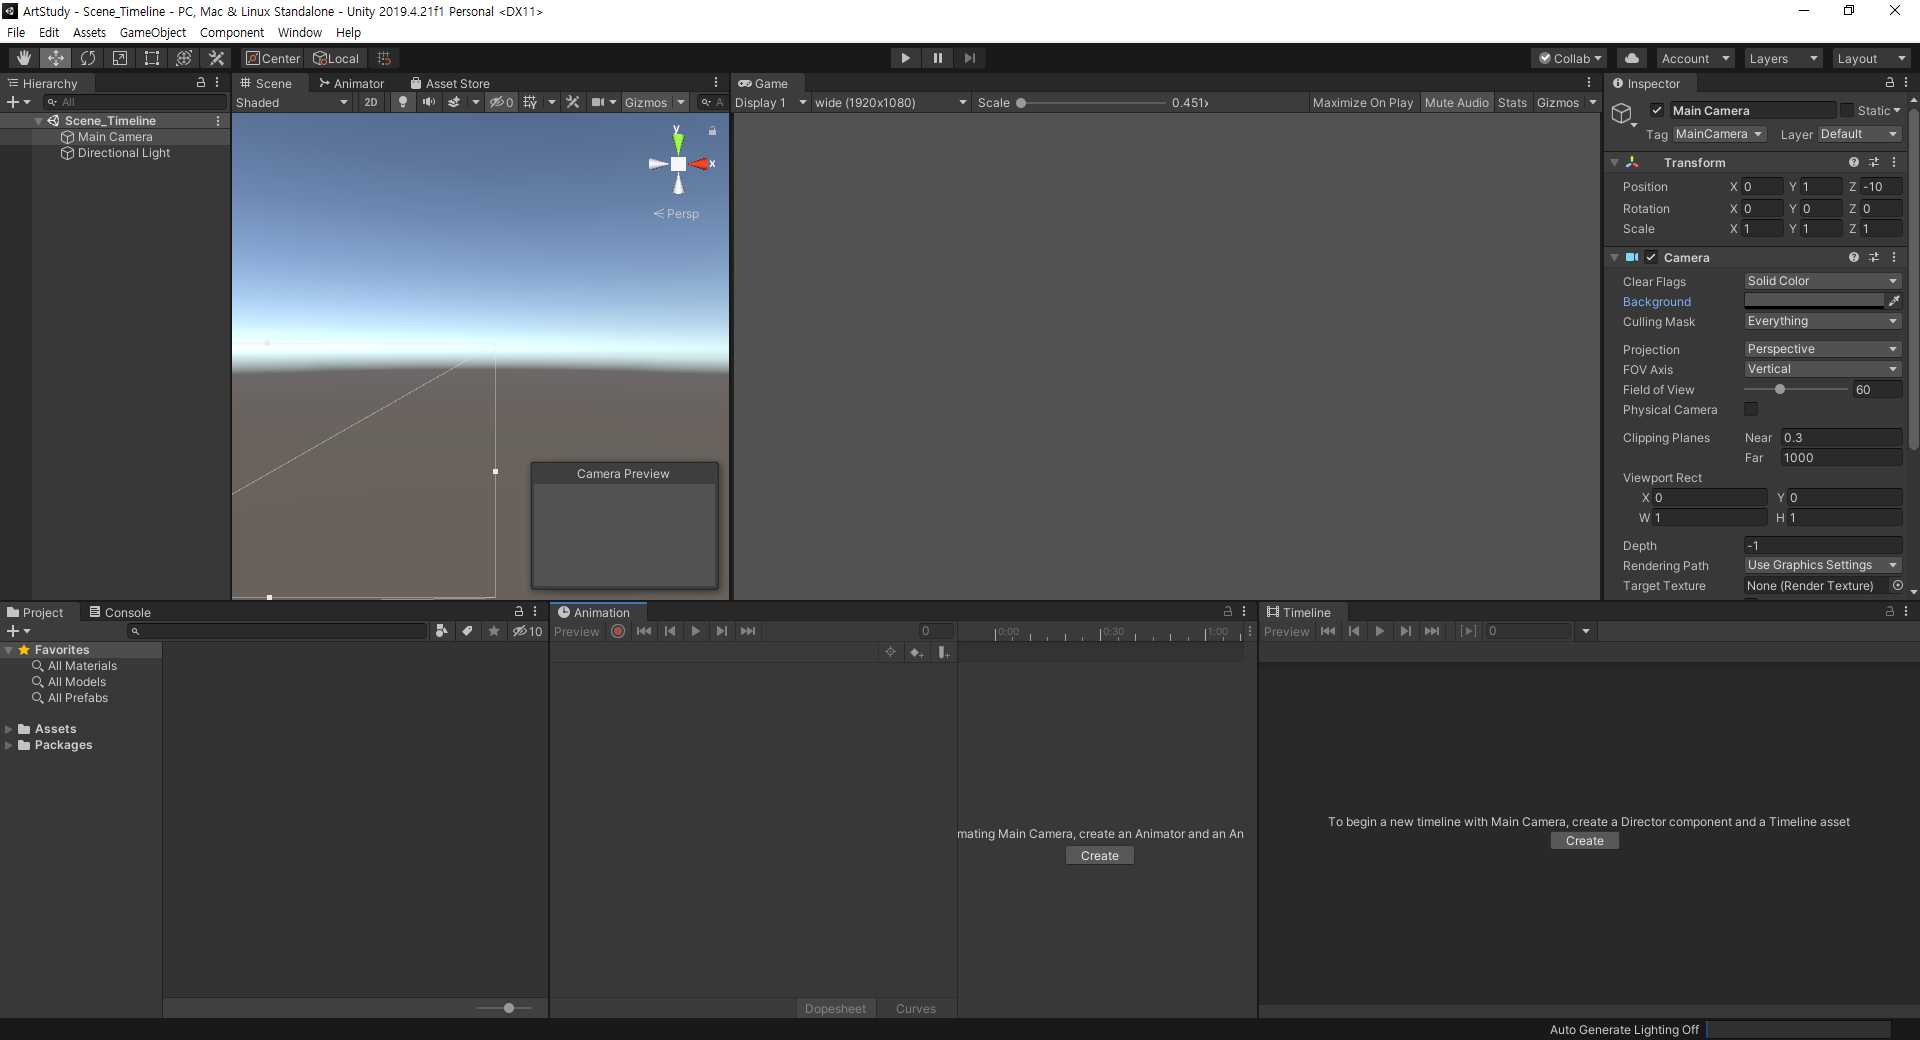 ArtStudy - Scene_Timeline - PC, Mac & Linux Standalone - Unity 2019.4.21f1 Personal <DX11>
File Edit Assets GameObject Component Window Help
Center Local Collab Account Layers Layout
Hierarchy
All
Scene_Timeline
Main Camera
Directional Light
Scene Animator Asset Store
Shaded 2D 0 Gizmos A
y
x
Persp
Camera Preview
Game
Display 1 wide (1920x1080) Scale 0.451x Maximize On Play Mute Audio Stats Gizmos
Inspector
Main Camera Static
Tag MainCamera Layer Default
Transform
Position X 0 Y 1 Z -10
Rotation X 0 Y 0 Z 0
Scale X 1 Y 1 Z 1
Camera
Clear Flags Solid Color
Background
Culling Mask Everything
Projection Perspective
FOV Axis Vertical
Field of View 60
Physical Camera
Clipping Planes Near 0.3
Far 1000
Viewport Rect
X 0 Y 0
W 1 H 1
Depth -1
Rendering Path Use Graphics Settings
Target Texture None (Render Texture)
Project Console
10
Favorites
All Materials
All Models
All Prefabs
Assets
Packages
Animation
Preview 0 0:00 0:30 1:00
mating Main Camera, create an Animator and an An
Create
Dopesheet Curves
Timeline
Preview 0
To begin a new timeline with Main Camera, create a Director component and a Timeline asset
Create
Auto Generate Lighting Off